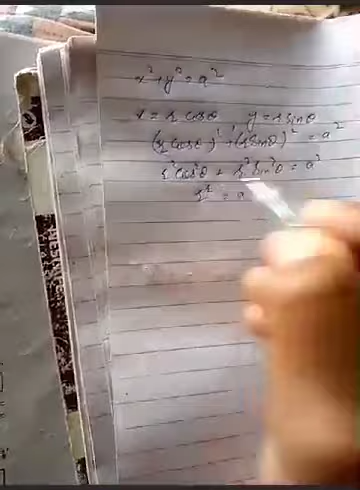 x² + y² = a²
x = r cosθ y = r sinθ
(r cosθ)² + (r sinθ)² = a²
r² cos²θ + r² sin²θ = a²
r² = a